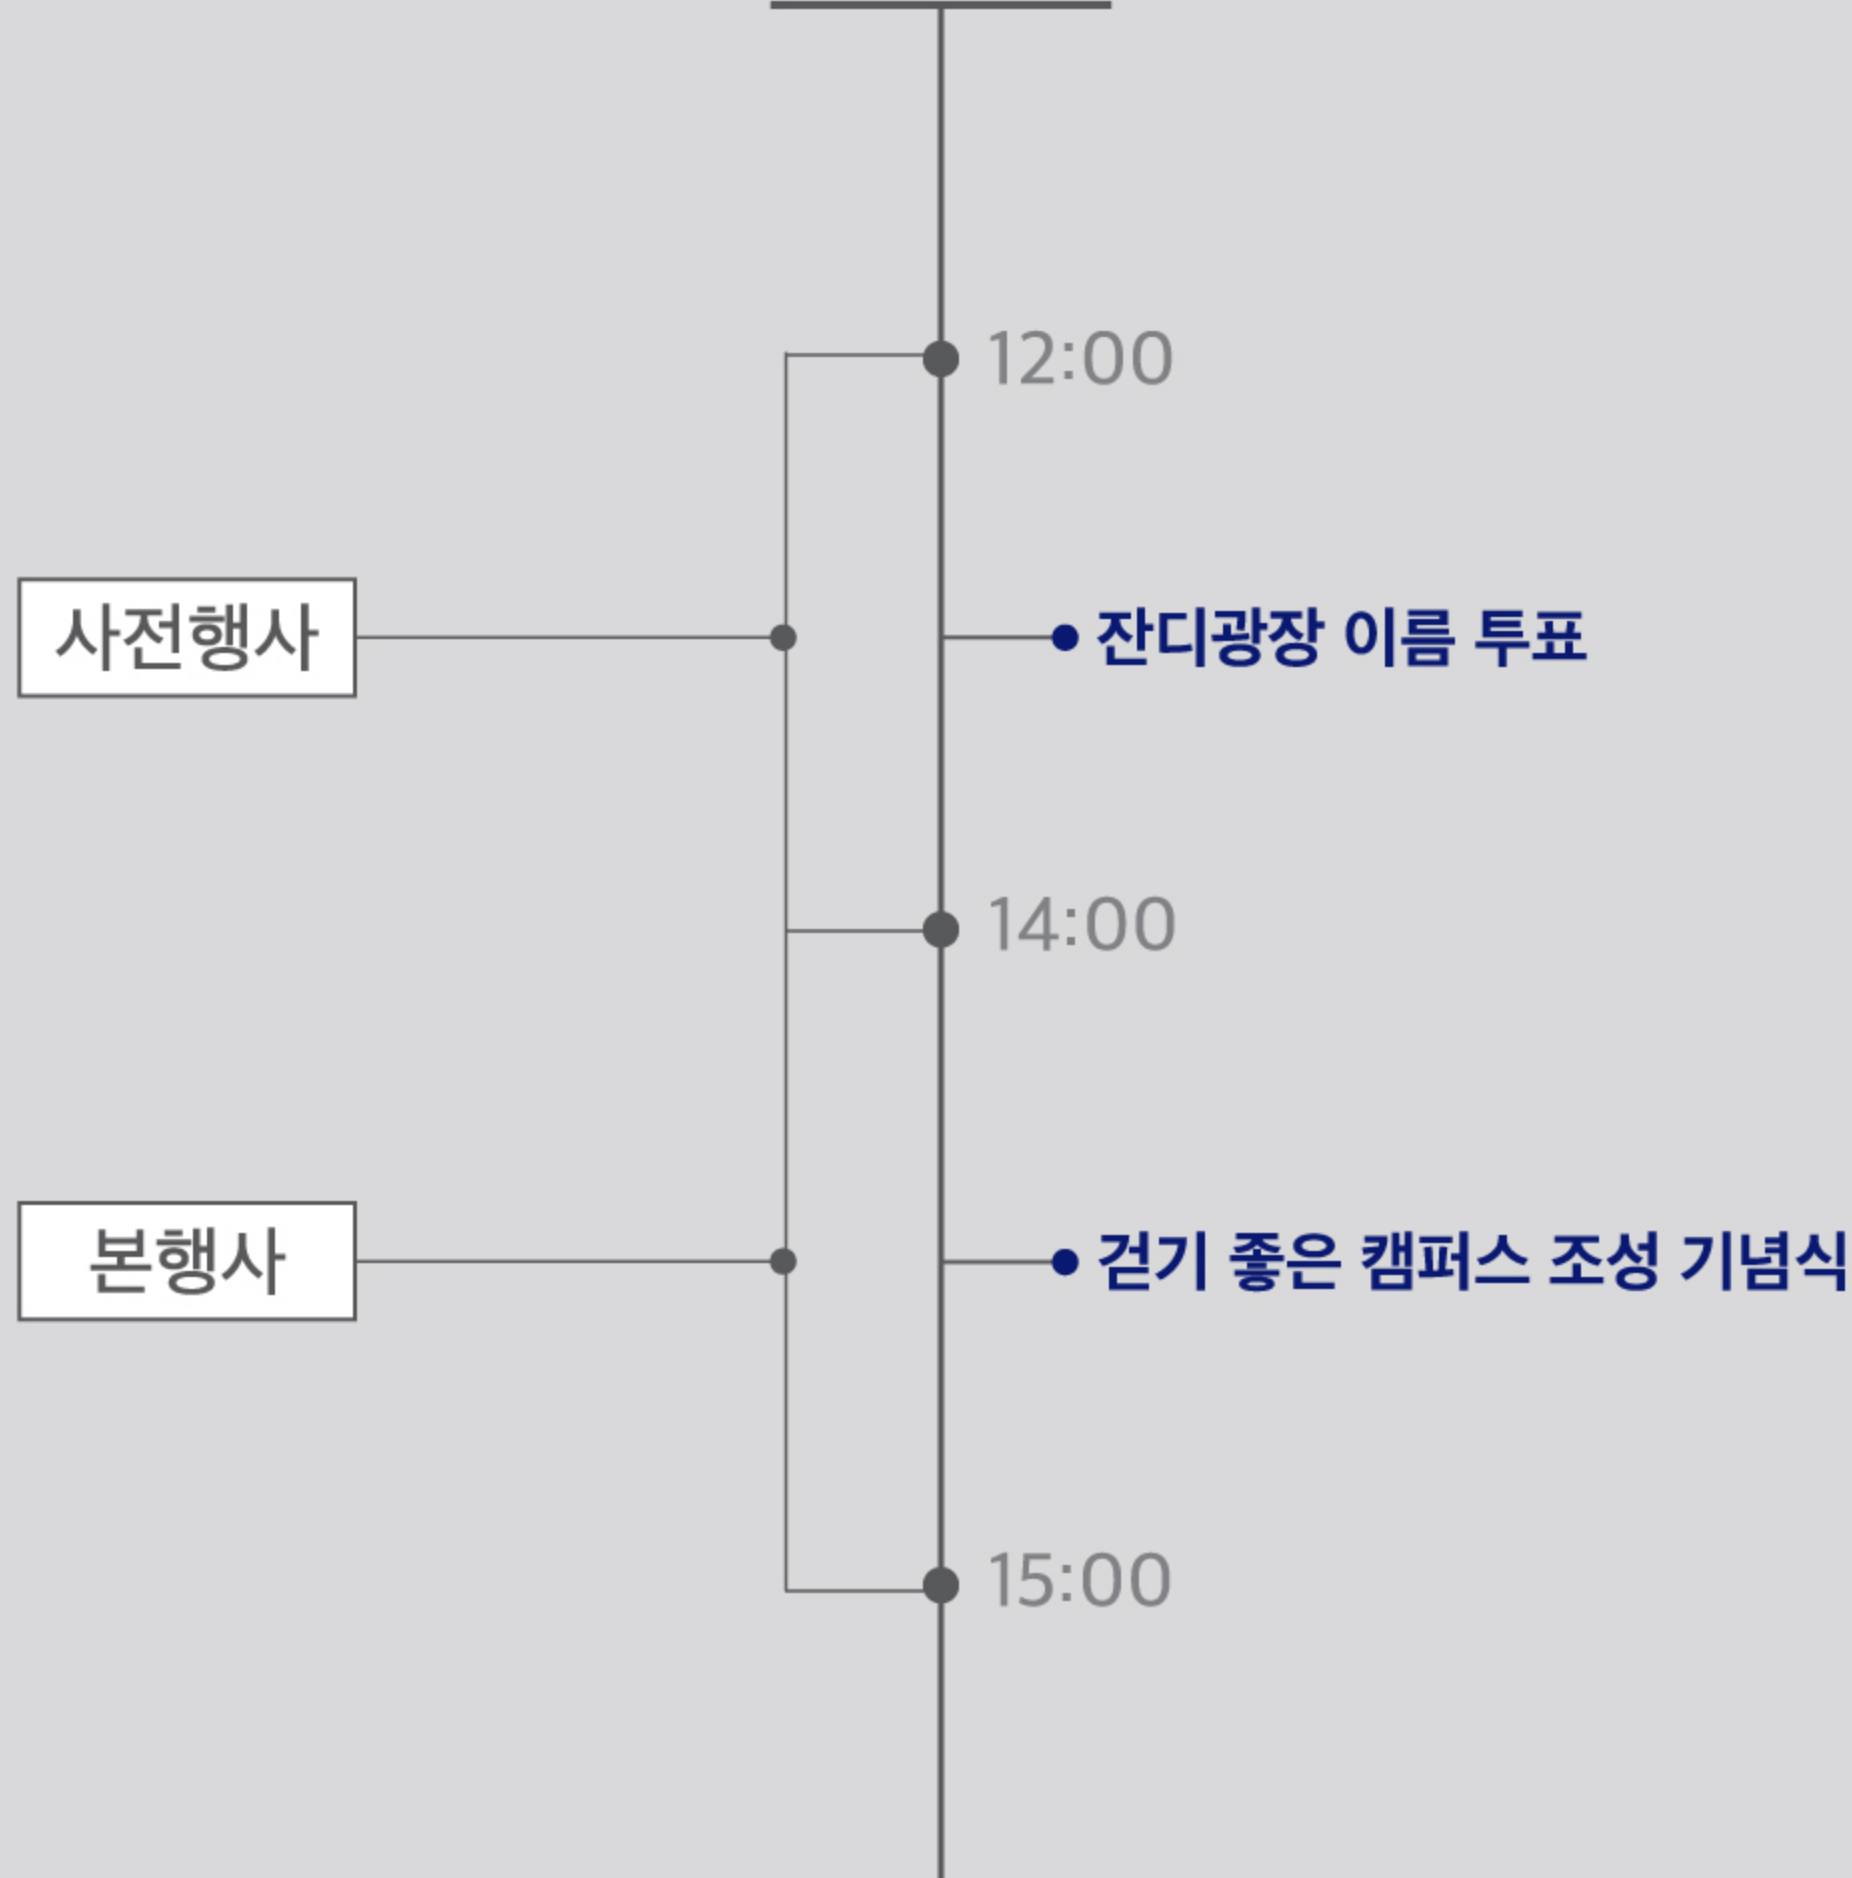 12:00
사전행사
잔디광장 이름 투표
14:00
본행사
걷기 좋은 캠퍼스 조성 기념식
15:00